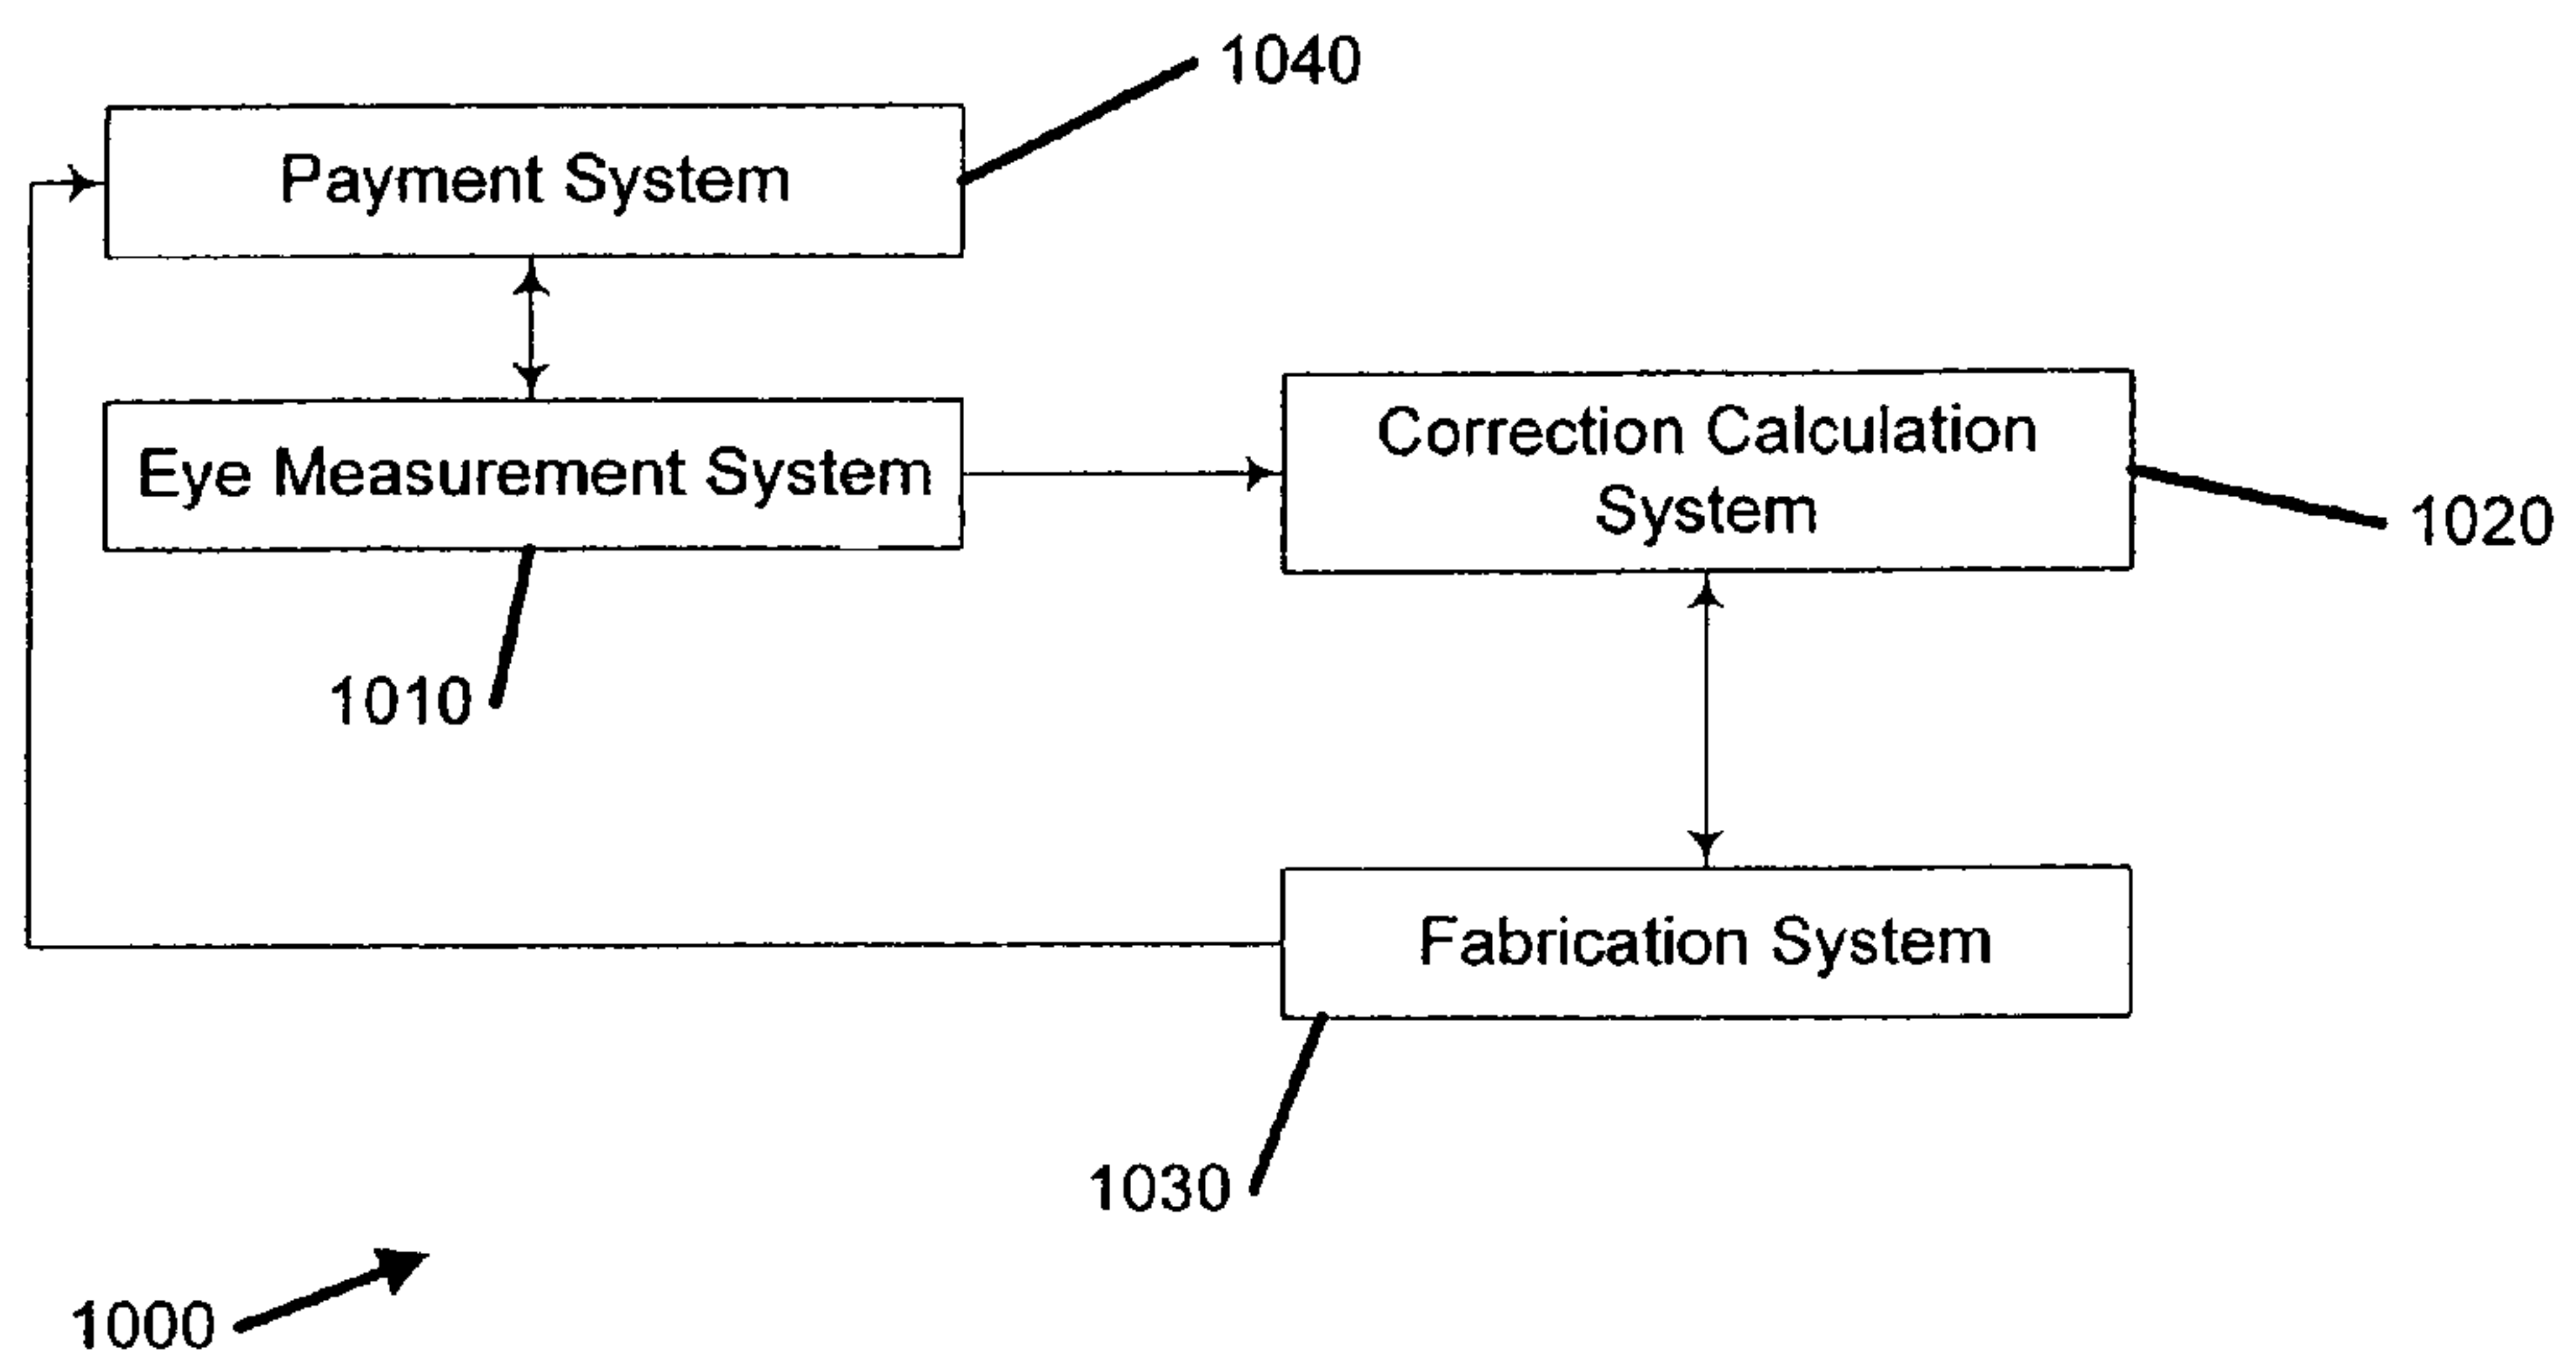 1040
Payment System
Eye Measurement System
Correction Calculation
System
1020
1010
Fabrication System
1030
1000